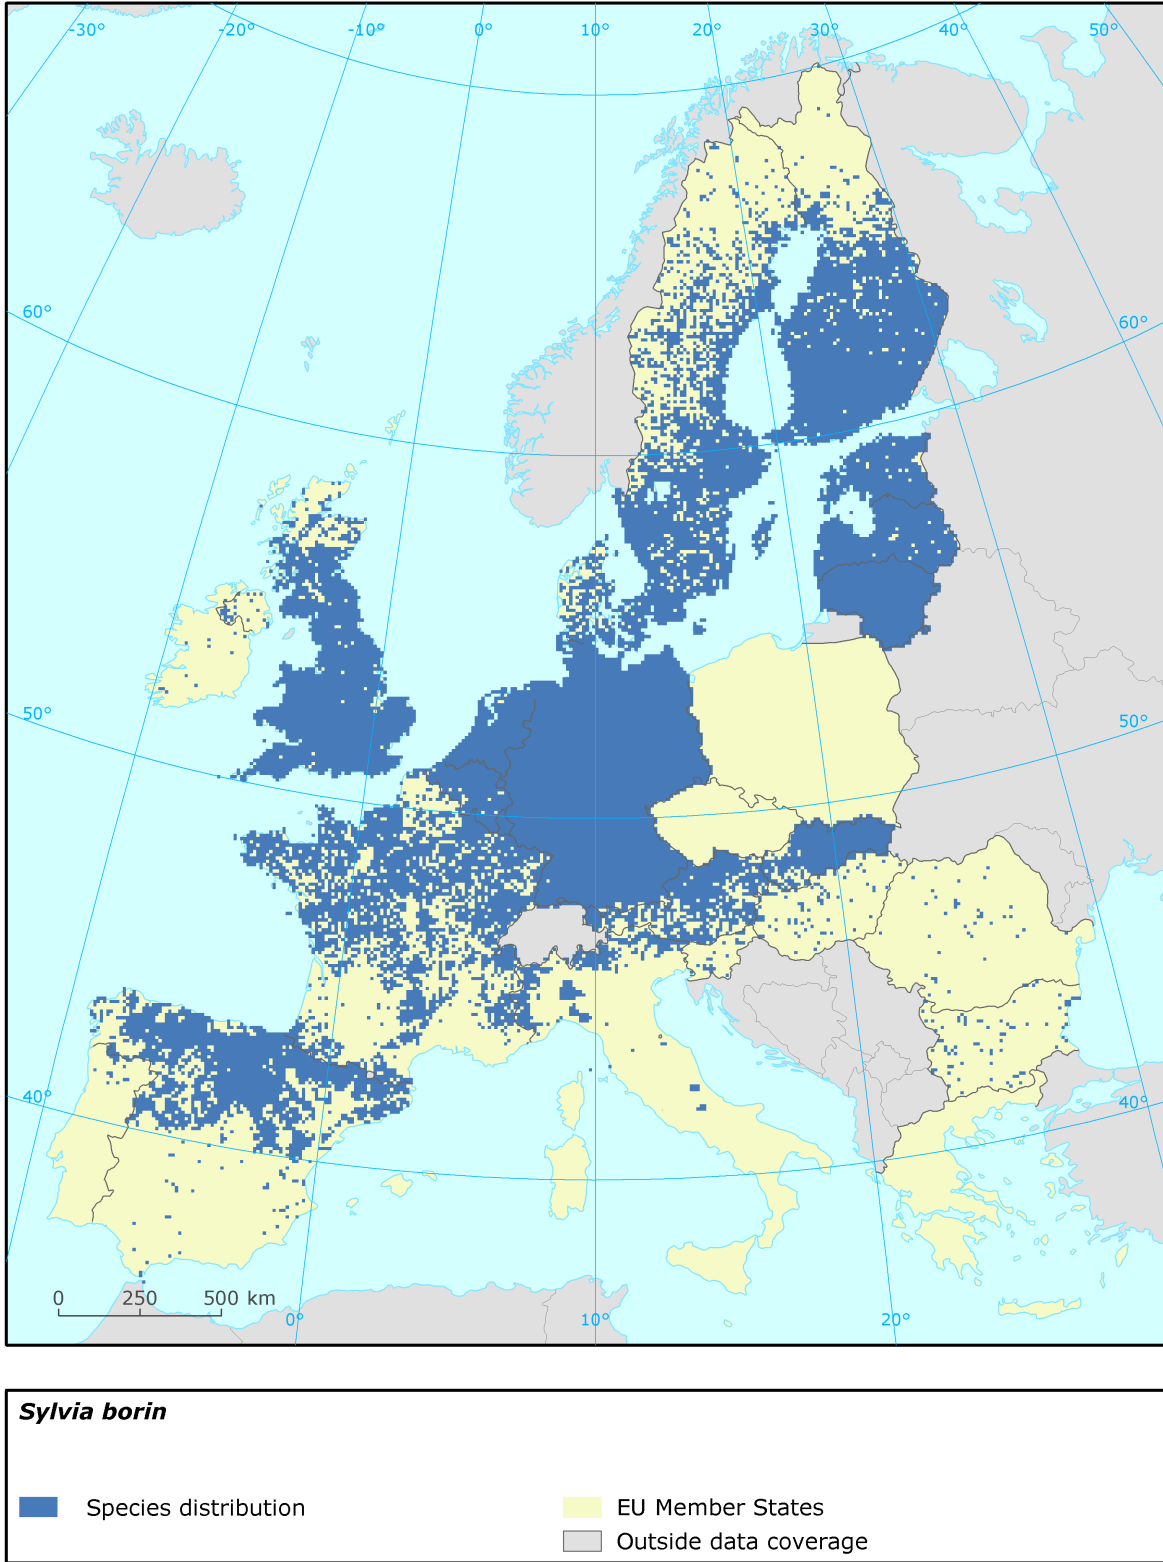 -30° -20° -10° 0° 10° 20° 30° 40° 50°
60° 60°
50° 50°
40° 40°
0 250 500 km
0° 10° 20°
Sylvia borin
Species distribution EU Member States
Outside data coverage